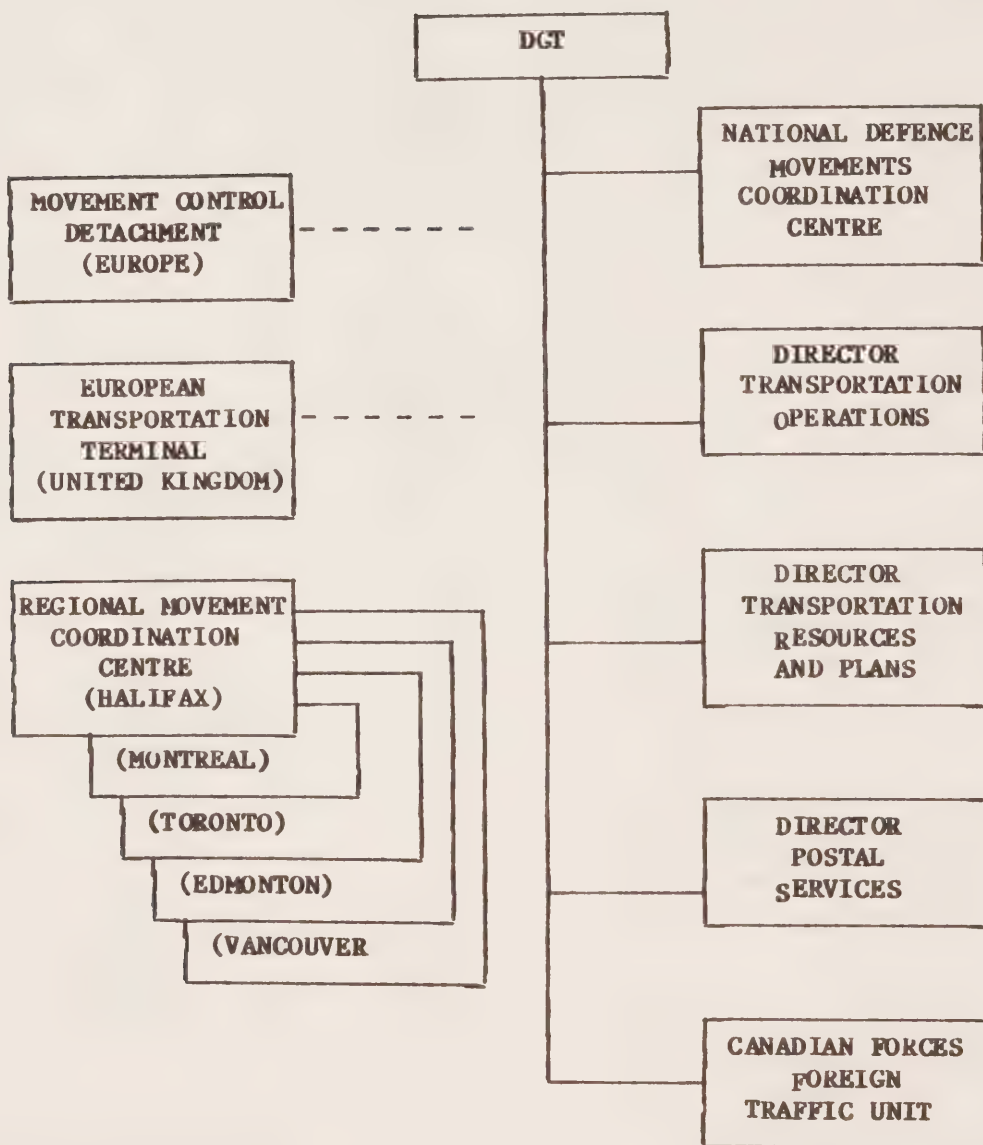 DGT
NATIONAL DEFENCE
MOVEMENTS
COORDINATION
CENTRE
MOVEMENT CONTROL
DETACHMENT
(EUROPE)
DIRECTOR
TRANSPORTATION
OPERATIONS
EUROPEAN
TRANSPORTATION
TERMINAL
(UNITED KINGDOM)
DIRECTOR
TRANSPORTATION
RESOURCES
AND PLANS
REGIONAL MOVEMENT
COORDINATION
CENTRE
(HALIFAX)
(MONTREAL)
(TORONTO)
(EDMONTON)
(VANCOUVER
DIRECTOR
POSTAL
SERVICES
CANADIAN FORCES
FOREIGN
TRAFFIC UNIT